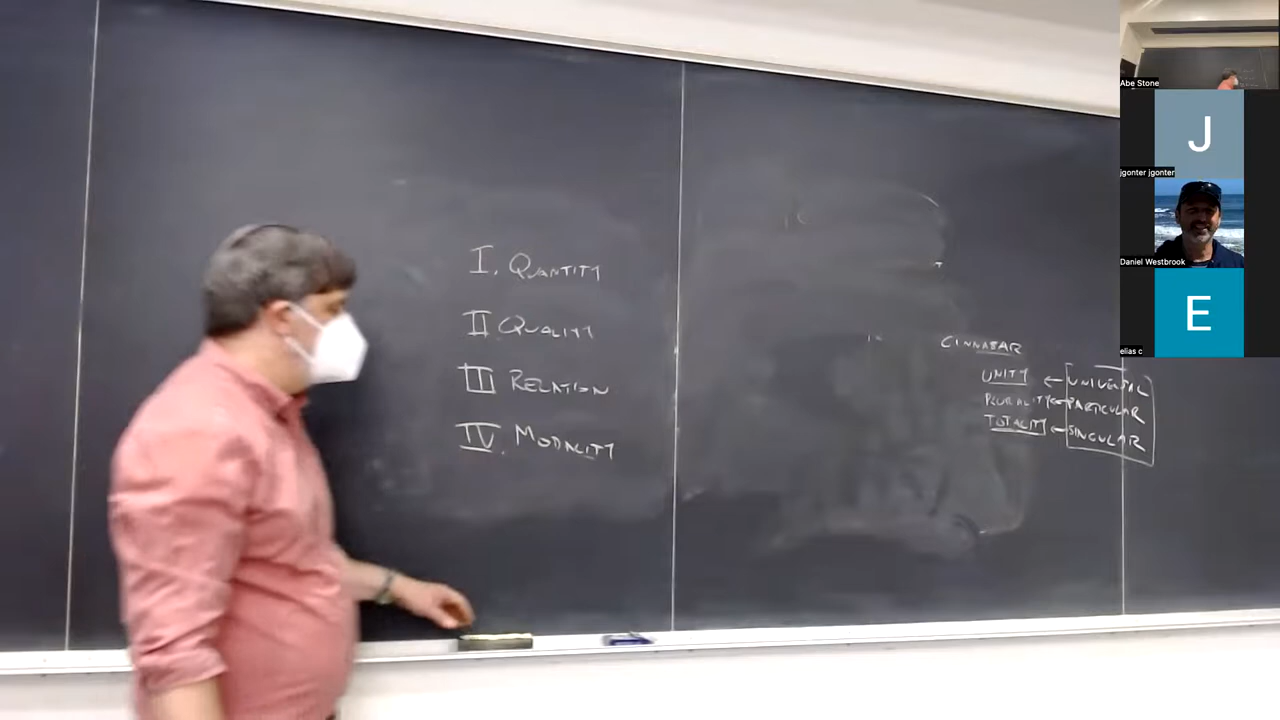 I. QUANTITY
II. QUALITY
III RELATION
IV. MODALITY
CINNABAR
UNITY ← UNIVERSAL
PLURALITY ← PARTICULAR
TOTALITY ← SINGULAR
Abe Stone
J
jgonter jgonter
Daniel Westbrook
E
elias c